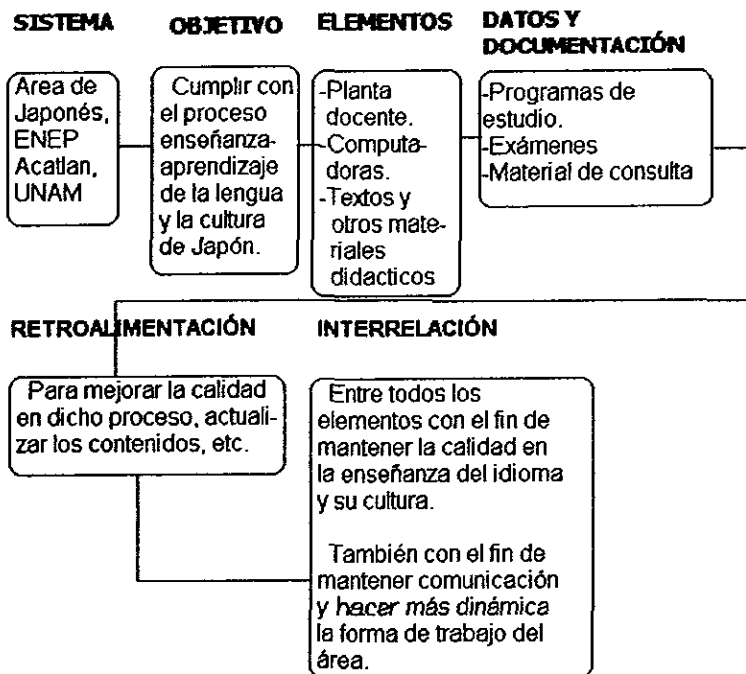 SISTEMA
Area de
Japonés,
ENEP
Acatlan,
UNAM
OBJETIVO
Cumplir con
el proceso
enseñanza-
aprendizaje
de la lengua
y la cultura
de Japón.
ELEMENTOS
-Planta
docente.
-Computa-
doras.
-Textos y
otros mate-
riales
didacticos
DATOS Y
DOCUMENTACIÓN
-Programas de
estudio.
-Exámenes
-Material de consulta
RETROALIMENTACIÓN
Para mejorar la calidad
en dicho proceso, actuali-
zar los contenidos, etc.
INTERRELACIÓN
Entre todos los
elementos con el fin de
mantener la calidad en
la enseñanza del idioma
y su cultura.
También con el fin de
mantener comunicación
y hacer más dinámica
la forma de trabajo del
área.